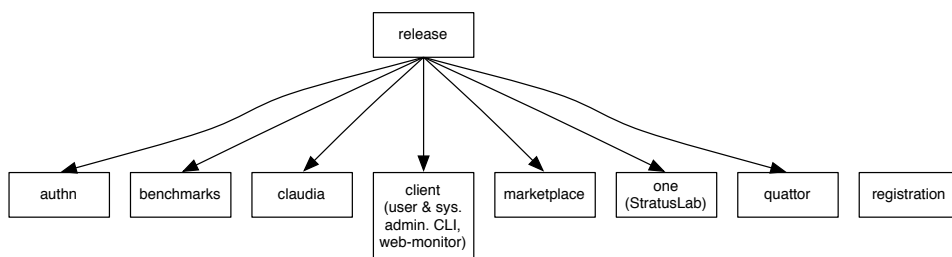 release
authn
benchmarks
claudia
client
(user & sys.
admin. CLI,
web-monitor)
marketplace
one
(StratusLab)
quattor
registration